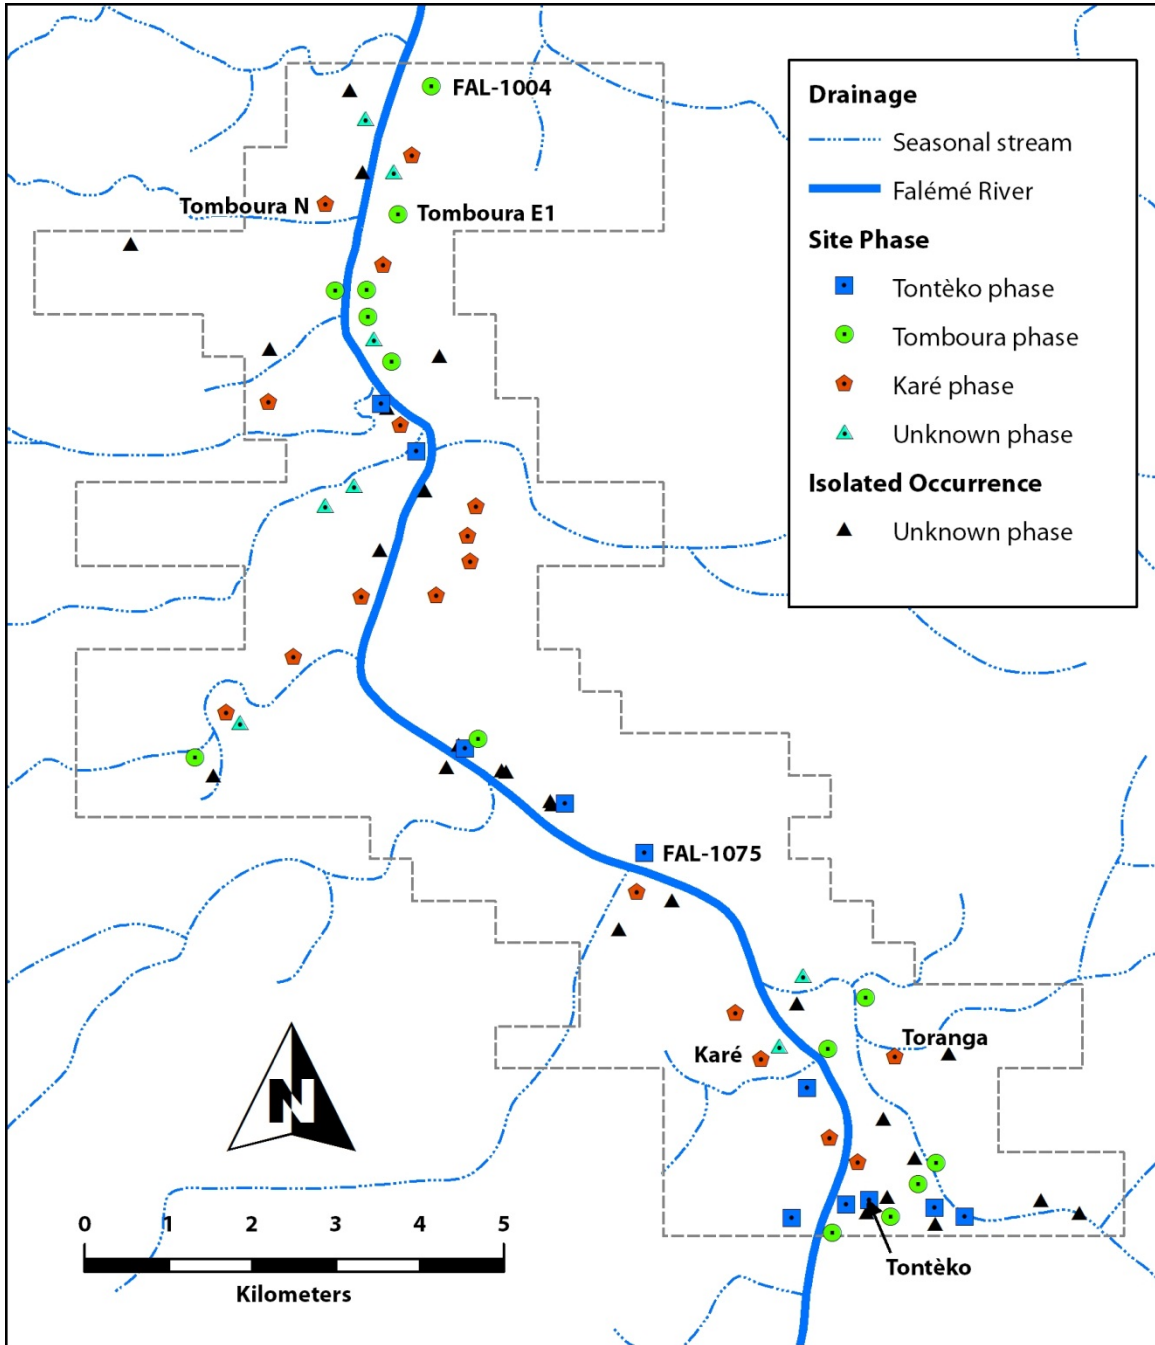 FAL-1004
Tomboura N
Tomboura E1
Drainage
Seasonal stream
Falémé River
Site Phase
Tontèko phase
Tomboura phase
Karé phase
Unknown phase
Isolated Occurrence
Unknown phase
FAL-1075
Karé
Toranga
N
0 1 2 3 4 5
Kilometers
Tontèko